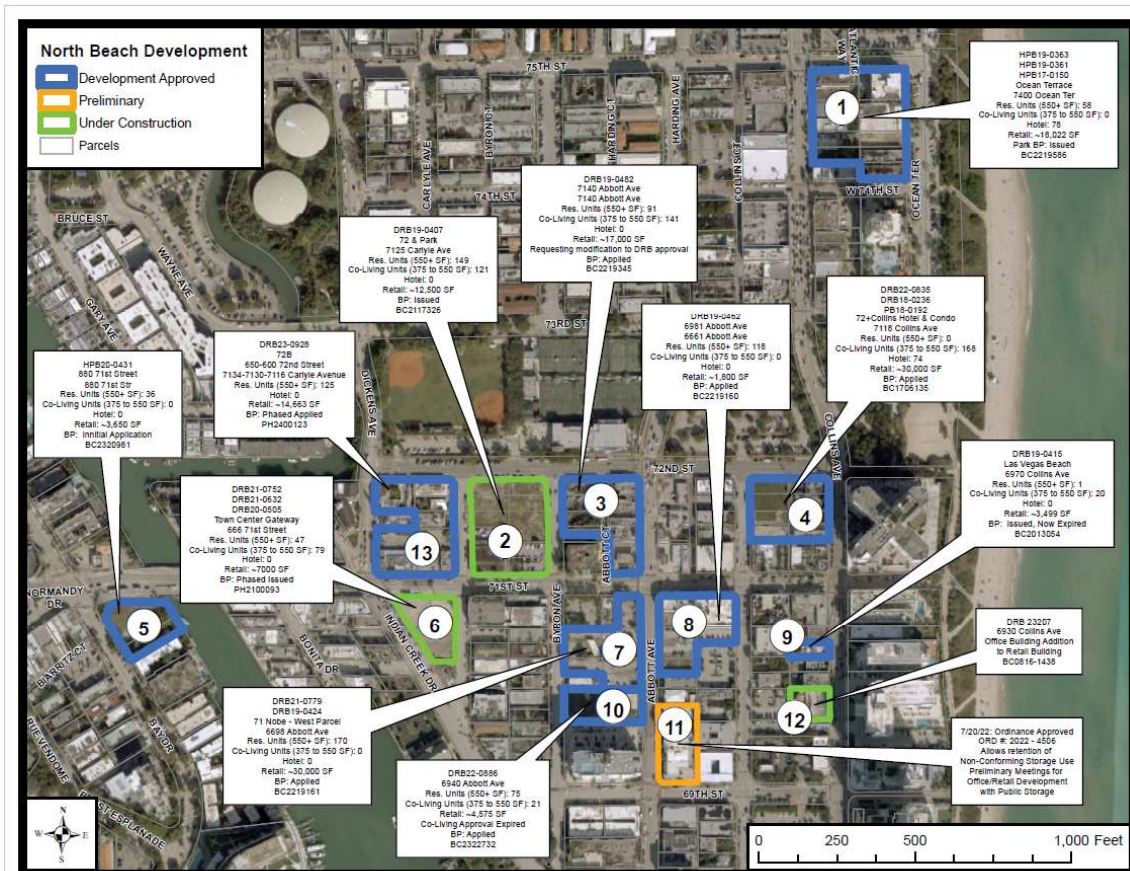 North Beach Development
Development Approved
Preliminary
Under Construction
Parcels
75TH ST
ATLANTIC WAY
HARDING AVE
HARDING CT
BYRON CT
CARLYLE AVE
COLLINS CT
74TH ST
W 74TH ST
OCEAN TER
BRUCE ST
WAYNE AVE
GARY AVE
73RD ST
DICKENS AVE
COLLINS AVE
72ND ST
71ST ST
ABBOTT CT
BYRON AVE
ABBOTT AVE
INDIAN CREEK DR
NORMANDY DR
BIARRITZ CT
BONITA DR
BAY DR
RUE VENDOME
ESPLANADE
69TH ST
1
HPB19-0363
HPB19-0361
HPB17-0150
Ocean Terrace
7400 Ocean Ter
Res. Units (550+ SF): 58
Co-Living Units (375 to 550 SF): 0
Hotel: 78
Retail: ~18,022 SF
Park BP: Issued
BC2219586
DRB19-0482
7140 Abbott Ave
7140 Abbott Ave
Res. Units (550+ SF): 91
Co-Living Units (375 to 550 SF): 141
Hotel: 0
Retail: ~17,000 SF
Requesting modification to DRB approval
BP: Applied
BC2219345
DRB19-0407
72 & Park
7125 Carlyle Ave
Res. Units (550+ SF): 149
Co-Living Units (375 to 550 SF): 121
Hotel: 0
Retail: ~12,500 SF
BP: Issued
BC2117326
DRB22-0835
DRB18-0236
PB18-0192
72+Collins Hotel & Condo
7118 Collins Ave
Res. Units (550+ SF): 0
Co-Living Units (375 to 550 SF): 168
Hotel: 74
Retail: ~30,000 SF
BP: Applied
BC1706135
DRB19-0462
6981 Abbott Ave
6661 Abbott Ave
Res. Units (550+ SF): 118
Co-Living Units (375 to 550 SF): 0
Hotel: 0
Retail: ~1,800 SF
BP: Applied
BC2219160
DRB23-0928
72B
650-600 72nd Street
7134-7130-7116 Carlyle Avenue
Res. Units (550+ SF): 125
Hotel: 0
Retail: ~14,663 SF
BP: Phased Applied
PH2400123
HPB20-0431
880 71st Street
880 71st Str
Res. Units (550+ SF): 36
Co-Living Units (375 to 550 SF): 0
Hotel: 0
Retail: ~3,650 SF
BP: Innitial Application
BC2320981
DRB21-0752
DRB21-0632
DRB20-0505
Town Center Gateway
666 71st Street
Res. Units (550+ SF): 47
Co-Living Units (375 to 550 SF): 79
Hotel: 0
Retail: ~7000 SF
BP: Phased Issued
PH2100093
DRB19-0415
Las Vegas Beach
6970 Collins Ave
Res. Units (550+ SF): 1
Co-Living Units (375 to 550 SF): 20
Hotel: 0
Retail: ~3,499 SF
BP: Issued, Now Expired
BC2013054
DRB 23207
6930 Collins Ave
Office Building Addition
to Retail Building
BC0816-1438
13
2
3
4
5
6
7
8
9
10
11
12
DRB21-0779
DRB19-0424
71 Nobe - West Parcel
6698 Abbott Ave
Res. Units (550+ SF): 170
Co-Living Units (375 to 550 SF): 0
Hotel: 0
Retail: ~30,000 SF
BP: Applied
BC2219161
DRB22-0886
6940 Abbott Ave
Res. Units (550+ SF): 75
Co-Living Units (375 to 550 SF): 21
Retail: ~4,575 SF
Co-Living Approval Expired
BP: Applied
BC2322732
7/20/22: Ordinance Approved
ORD #: 2022 - 4506
Allows retention of
Non-Conforming Storage Use
Preliminary Meetings for
Office/Retail Development
with Public Storage
N
W E
S
0 250 500 1,000 Feet